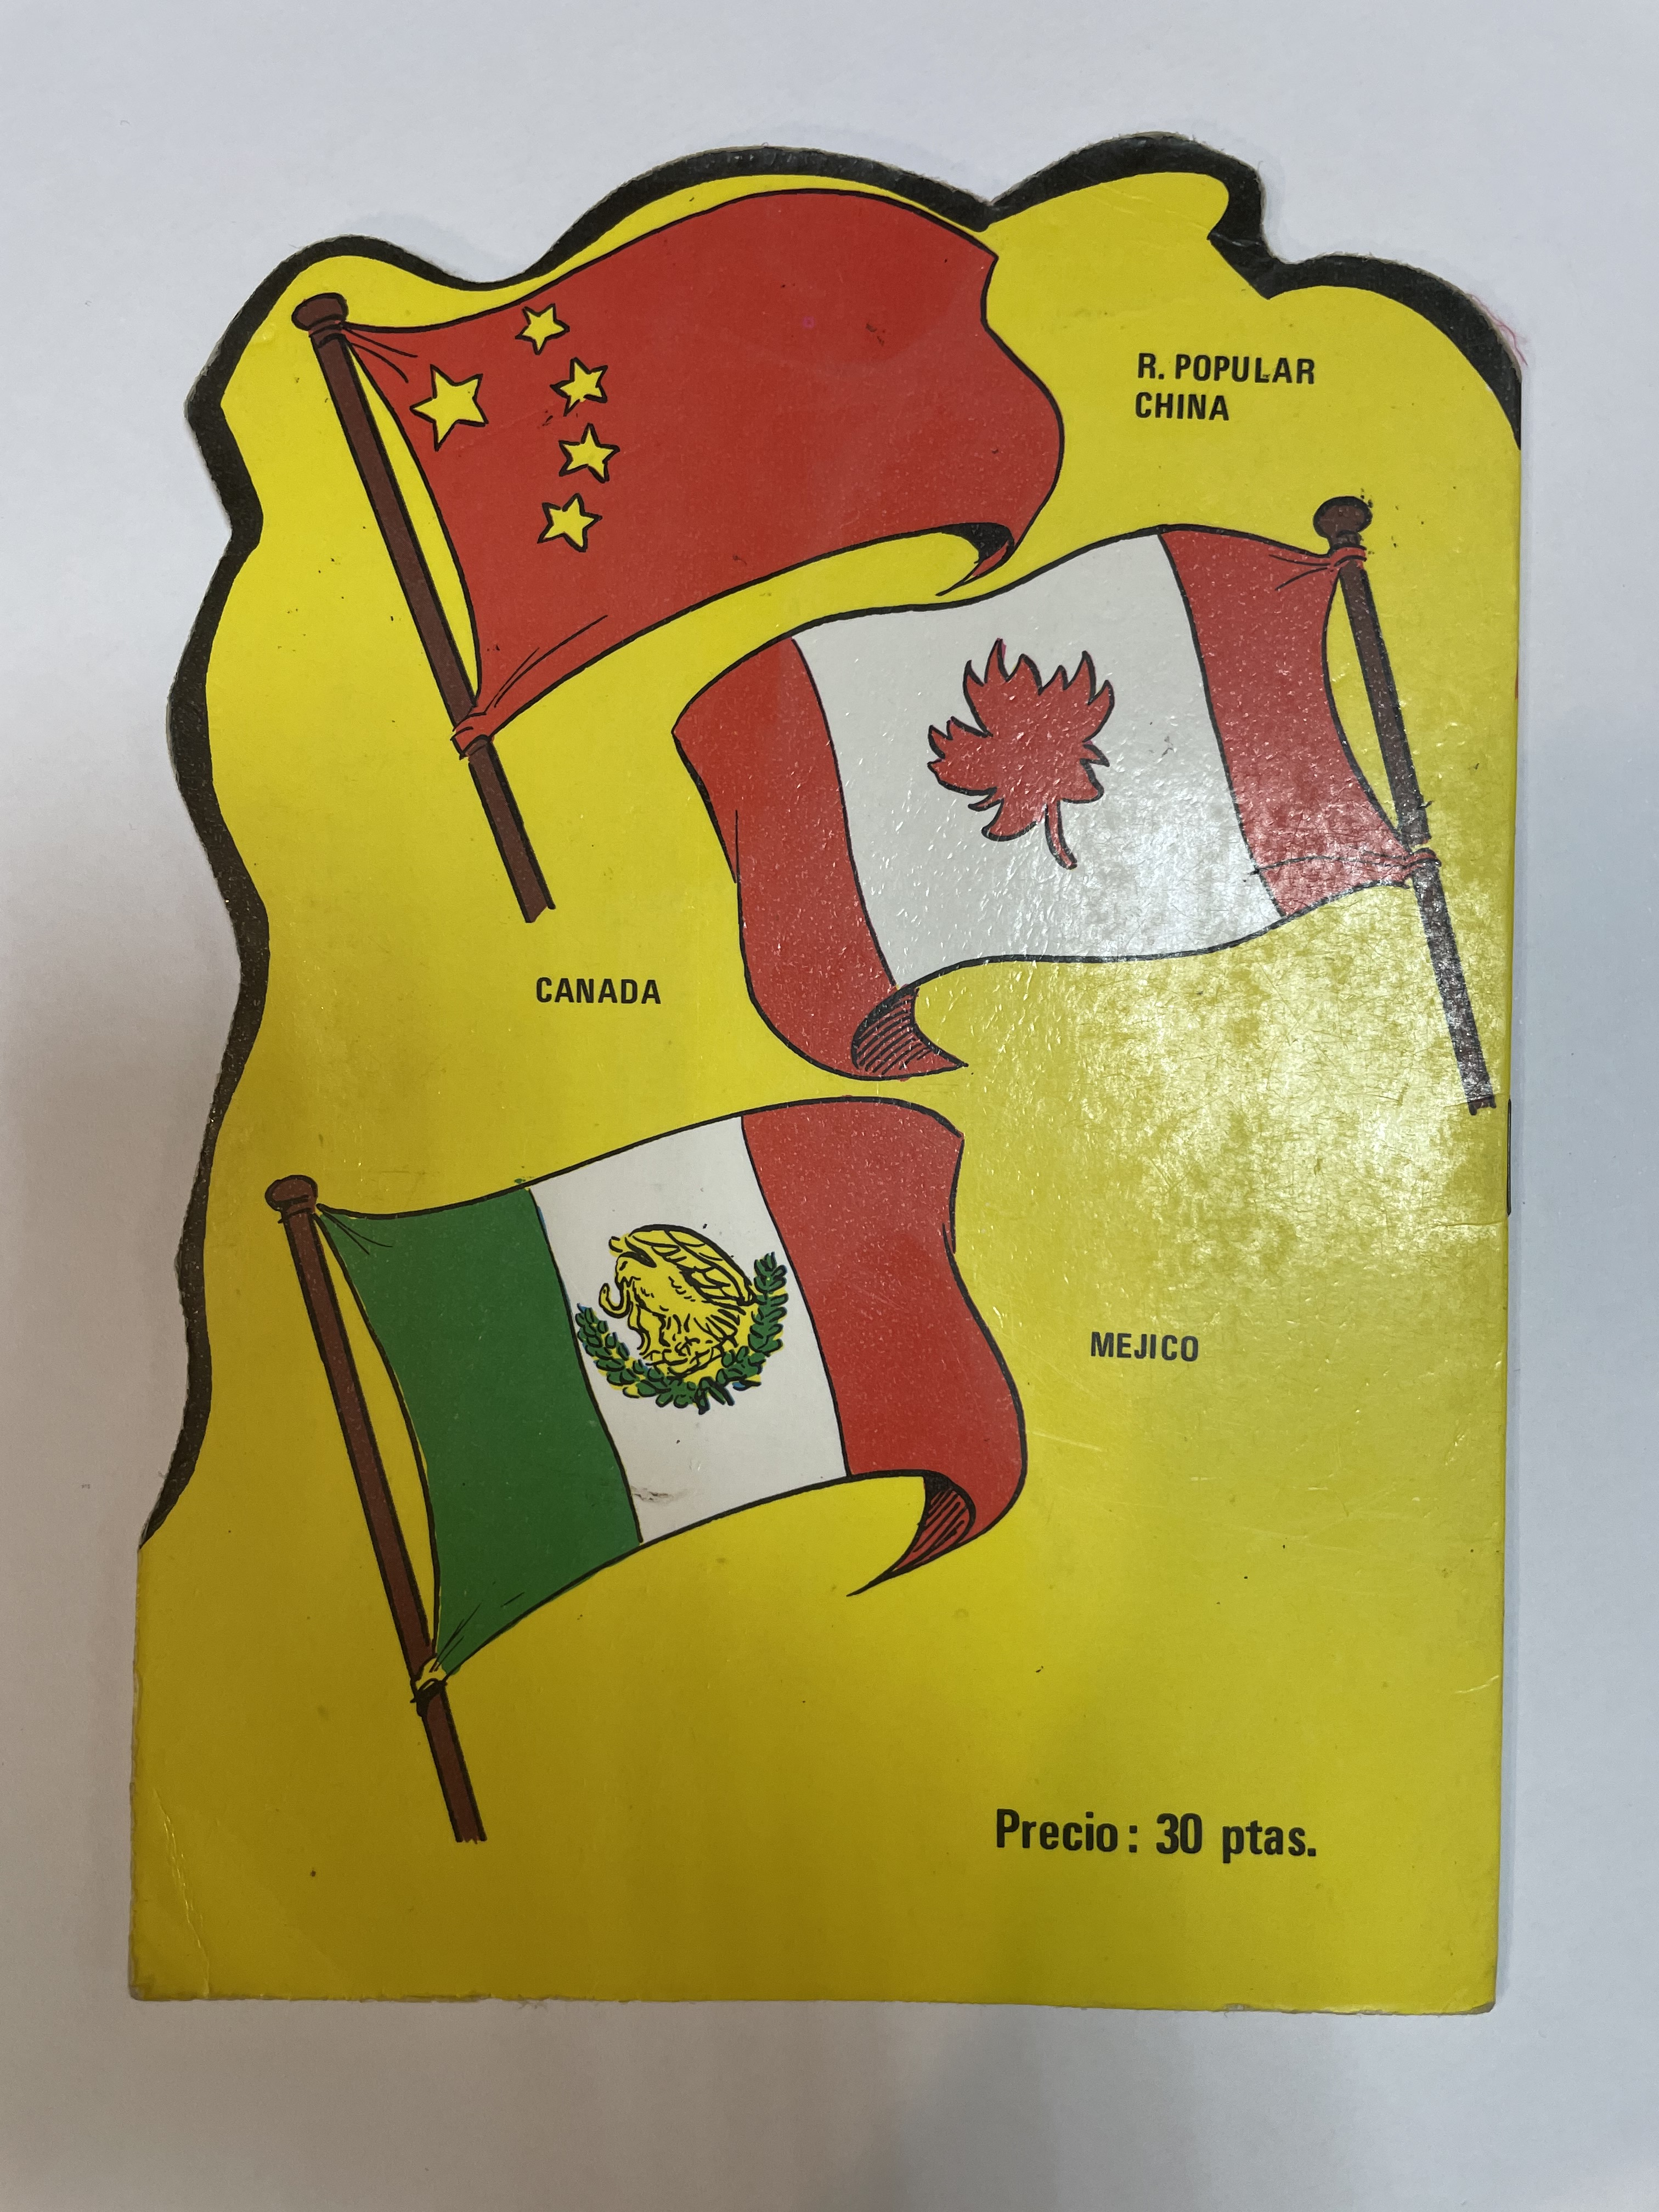 R. POPULAR
CHINA
CANADA
MEJICO
Precio: 30 ptas.